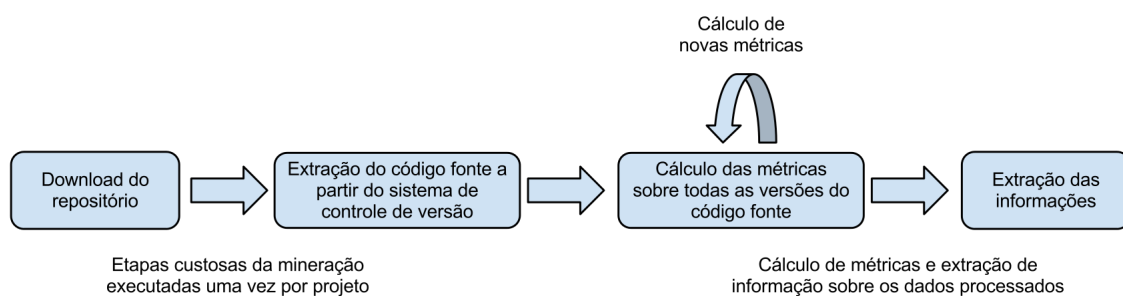 Cálculo de
novas métricas
Download do
repositório
Extração do código fonte a
partir do sistema de
controle de versão
Cálculo das métricas
sobre todas as versões do
código fonte
Extração das
informações
Etapas custosas da mineração
executadas uma vez por projeto
Cálculo de métricas e extração de
informação sobre os dados processados